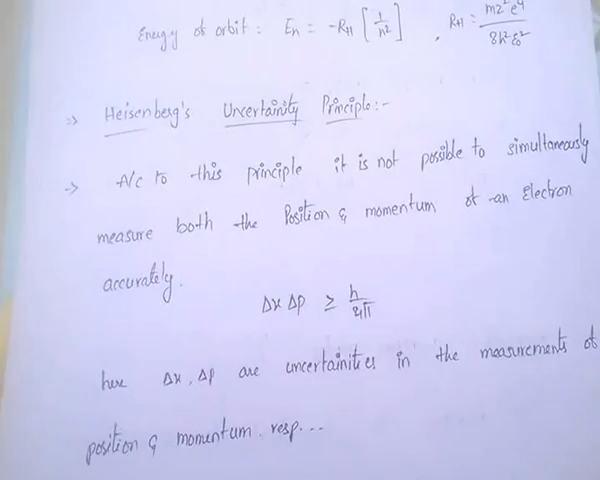 Energy of orbit : En = -RH [1/n²] , RH = mz²e⁴/8h²ε0²
⇒ Heisenberg's Uncertainity Principle:-
→ A/c to this principle it is not possible to simultaneously
measure both the Position & momentum of an Electron
accurately.
Δx Δp ≥ h/4π
here Δx, Δp are uncertainities in the measurements of
position & momentum. resp...